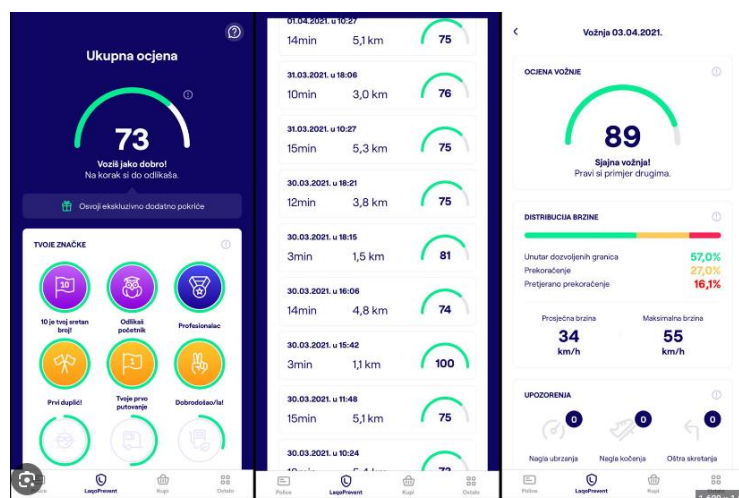 Ukupna ocjena
73
Voziš jako dobro!
Na korak si do odlikaša.
Osvoji ekskluzivno dodatno pokriće
TVOJE ZNAČKE
10
10 je tvoj sretan
broj!
Odlikaš
početnik
Profesionalac
1
Prvi duplić!
Tvoje prvo
putovanje
Dobrodošao/la!
LaqoPrevent
Kupi
Ostalo
01.04.2021. u 10:27
14min 5,1 km 75
31.03.2021. u 18:06
10min 3,0 km 76
31.03.2021. u 10:27
15min 5,3 km 75
30.03.2021. u 18:21
12min 3,8 km 75
30.03.2021. u 18:15
3min 1,5 km 81
30.03.2021. u 16:06
14min 4,8 km 74
30.03.2021. u 15:42
3min 1,1 km 100
30.03.2021. u 11:48
15min 5,1 km 75
30.03.2021. u 10:24
Police
LaqoPrevent
Kupi
Ostalo
Vožnja 03.04.2021.
OCJENA VOŽNJE
89
Sjajna vožnja!
Pravi si primjer drugima.
DISTRIBUCIJA BRZINE
Unutar dozvoljenih granica 57,0%
Prekoračenje 27,0%
Pretjerano prekoračenje 16,1%
Prosječna brzina
34
km/h
Maksimalna brzina
55
km/h
UPOZORENJA
0
0
0
Nagla ubrzanja
Nagla kočenja
Oštra skretanja
Police
LaqoPrevent
Kupi
Ostalo